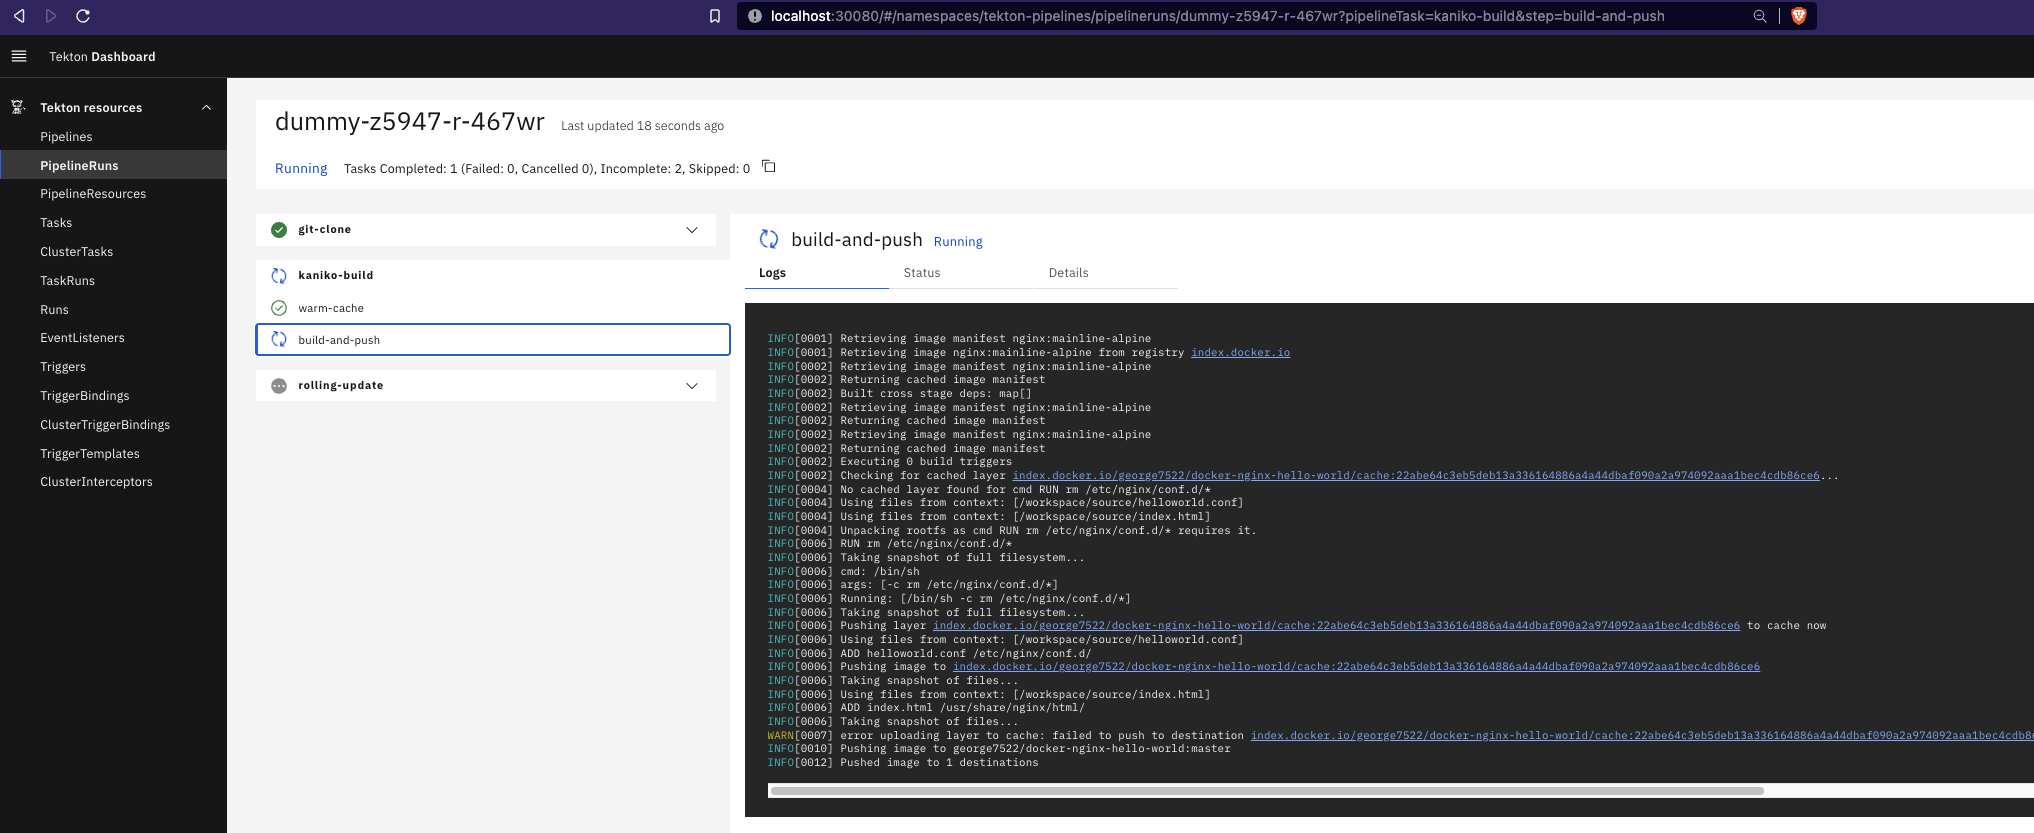 localhost:30080/#/namespaces/tekton-pipelines/pipelineruns/dummy-z5947-r-467wr?pipelineTask=kaniko-build&step=build-and-push
Tekton Dashboard
Tekton resources
Pipelines
PipelineRuns
PipelineResources
Tasks
ClusterTasks
TaskRuns
Runs
EventListeners
Triggers
TriggerBindings
ClusterTriggerBindings
TriggerTemplates
ClusterInterceptors
dummy-z5947-r-467wr Last updated 18 seconds ago
Running Tasks Completed: 1 (Failed: 0, Cancelled 0), Incomplete: 2, Skipped: 0
git-clone
kaniko-build
warm-cache
build-and-push
rolling-update
build-and-push Running
Logs Status Details
INFO[0001] Retrieving image manifest nginx:mainline-alpine
INFO[0001] Retrieving image nginx:mainline-alpine from registry index.docker.io
INFO[0002] Retrieving image manifest nginx:mainline-alpine
INFO[0002] Returning cached image manifest
INFO[0002] Built cross stage deps: map[]
INFO[0002] Retrieving image manifest nginx:mainline-alpine
INFO[0002] Returning cached image manifest
INFO[0002] Retrieving image manifest nginx:mainline-alpine
INFO[0002] Returning cached image manifest
INFO[0002] Executing 0 build triggers
INFO[0002] Checking for cached layer index.docker.io/george7522/docker-nginx-hello-world/cache:22abe64c3eb5deb13a336164886a4a44dbaf090a2a974092aaa1bec4cdb86ce6...
INFO[0004] No cached layer found for cmd RUN rm /etc/nginx/conf.d/*
INFO[0004] Using files from context: [/workspace/source/helloworld.conf]
INFO[0004] Using files from context: [/workspace/source/index.html]
INFO[0004] Unpacking rootfs as cmd RUN rm /etc/nginx/conf.d/* requires it.
INFO[0006] RUN rm /etc/nginx/conf.d/*
INFO[0006] Taking snapshot of full filesystem...
INFO[0006] cmd: /bin/sh
INFO[0006] args: [-c rm /etc/nginx/conf.d/*]
INFO[0006] Running: [/bin/sh -c rm /etc/nginx/conf.d/*]
INFO[0006] Taking snapshot of full filesystem...
INFO[0006] Pushing layer index.docker.io/george7522/docker-nginx-hello-world/cache:22abe64c3eb5deb13a336164886a4a44dbaf090a2a974092aaa1bec4cdb86ce6 to cache now
INFO[0006] Using files from context: [/workspace/source/helloworld.conf]
INFO[0006] ADD helloworld.conf /etc/nginx/conf.d/
INFO[0006] Pushing image to index.docker.io/george7522/docker-nginx-hello-world/cache:22abe64c3eb5deb13a336164886a4a44dbaf090a2a974092aaa1bec4cdb86ce6
INFO[0006] Taking snapshot of files...
INFO[0006] Using files from context: [/workspace/source/index.html]
INFO[0006] ADD index.html /usr/share/nginx/html/
INFO[0006] Taking snapshot of files...
WARN[0007] error uploading layer to cache: failed to push to destination index.docker.io/george7522/docker-nginx-hello-world/cache:22abe64c3eb5deb13a336164886a4a44dbaf090a2a974092aaa1bec4cdb8
INFO[0010] Pushing image to george7522/docker-nginx-hello-world:master
INFO[0012] Pushed image to 1 destinations